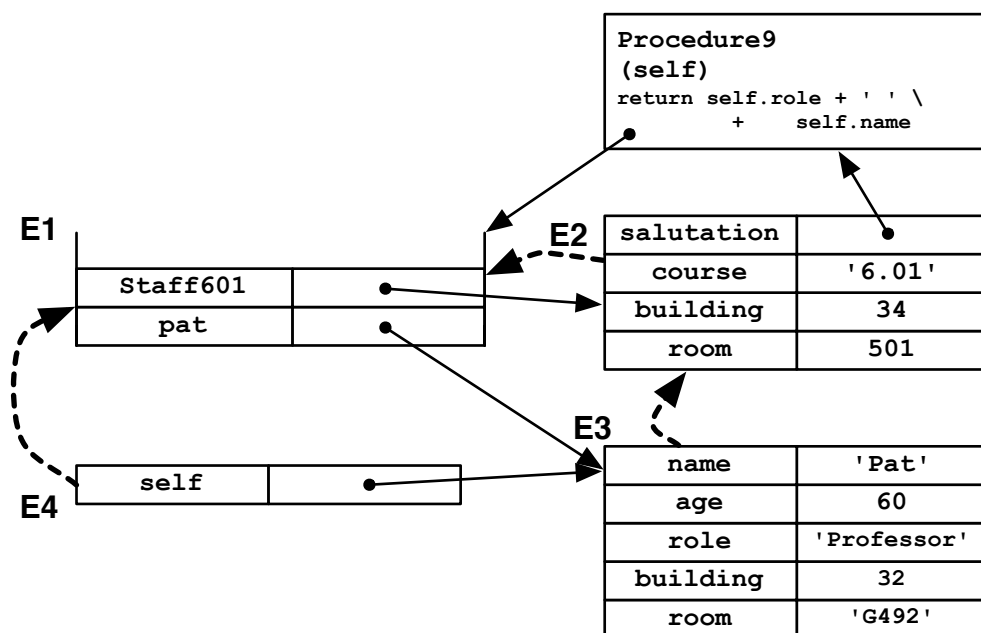 Procedure9
(self)
return self.role + ' ' \
+ self.name
E1
E2
salutation
course '6.01'
building 34
room 501
Staff601
pat
E3
name 'Pat'
age 60
role 'Professor'
building 32
room 'G492'
self
E4